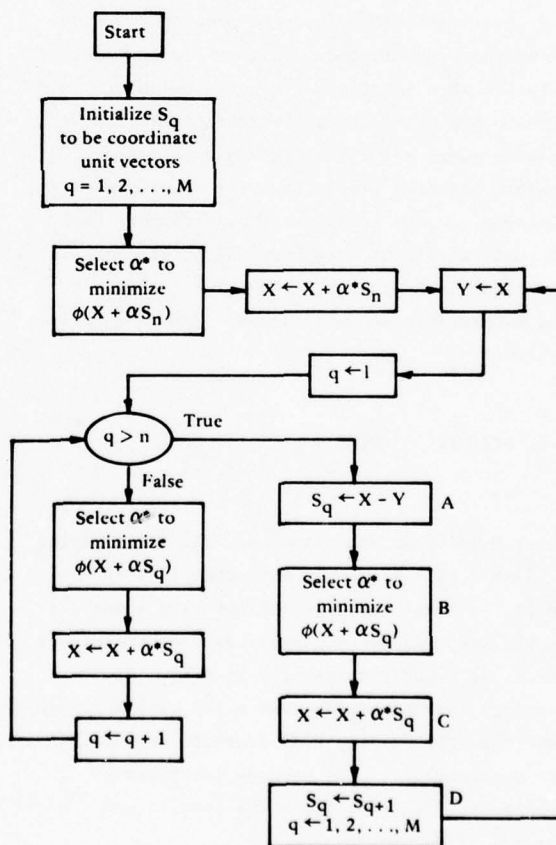 Start
Initialize S_q
to be coordinate
unit vectors
q = 1, 2, . . ., M
Select α* to
minimize
φ(X + αS_n)
X ← X + α*S_n
Y ← X
q ← 1
q > n
True
False
Select α* to
minimize
φ(X + αS_q)
X ← X + α*S_q
q ← q + 1
S_q ← X - Y
A
Select α* to
minimize
φ(X + αS_q)
B
X ← X + α*S_q
C
S_q ← S_q+1
q ← 1, 2, . . ., M
D